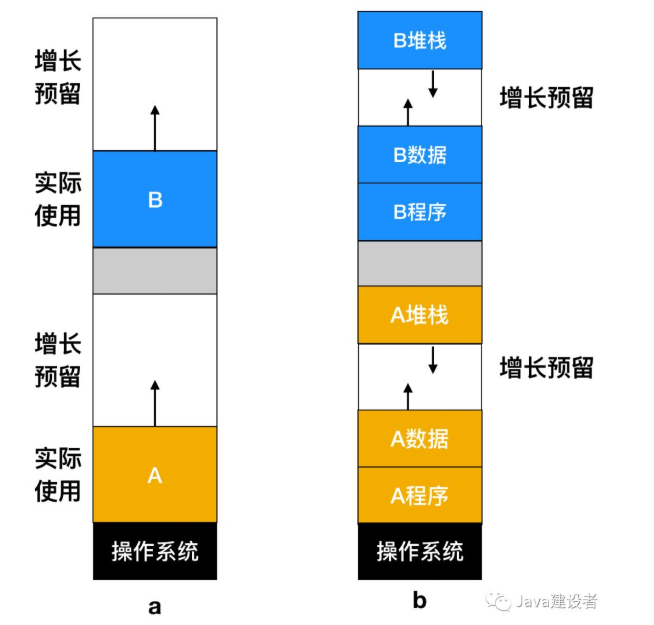 增长
预留
实际
使用
B
增长
预留
实际
使用
A
操作系统
a
B堆栈
增长预留
B数据
B程序
A堆栈
增长预留
A数据
A程序
操作系统
b
Java建设者